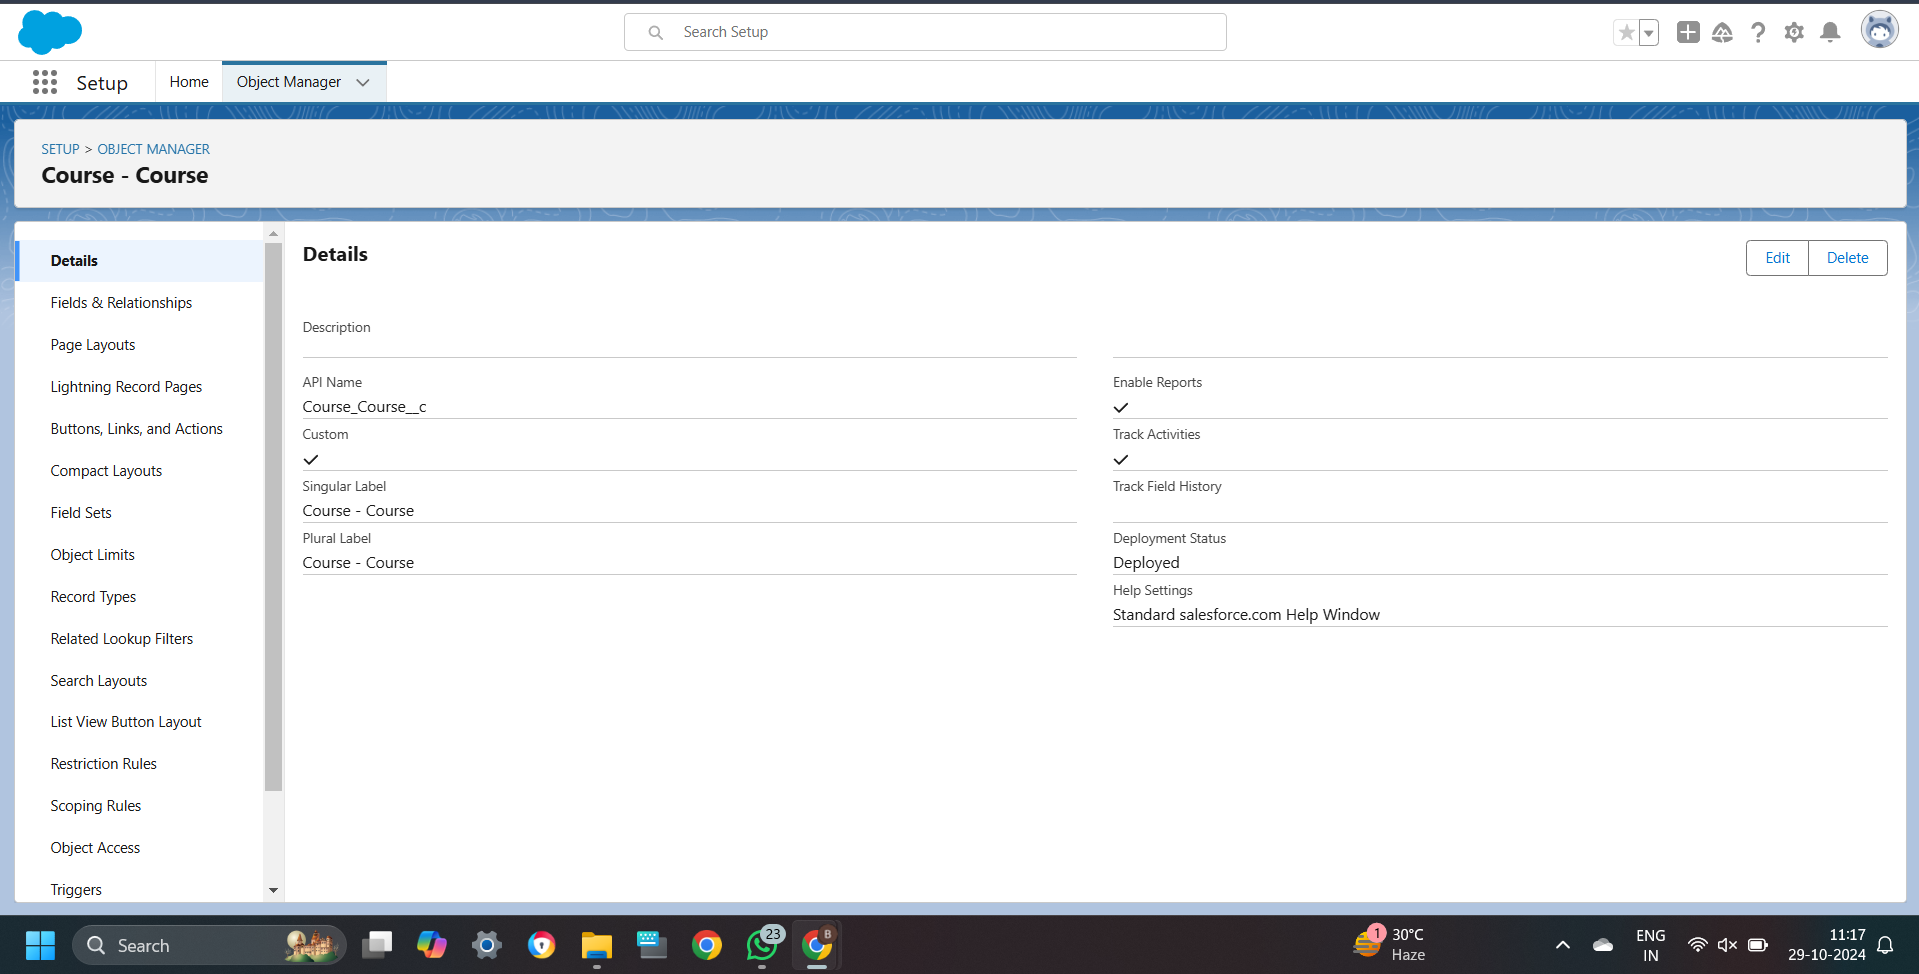 Search Setup
Setup
Home
Object Manager
SETUP > OBJECT MANAGER
Course - Course
Details
Fields & Relationships
Page Layouts
Lightning Record Pages
Buttons, Links, and Actions
Compact Layouts
Field Sets
Object Limits
Record Types
Related Lookup Filters
Search Layouts
List View Button Layout
Restriction Rules
Scoping Rules
Object Access
Triggers
Details
Edit
Delete
Description
API Name
Course_Course__c
Custom
Singular Label
Course - Course
Plural Label
Course - Course
Enable Reports
Track Activities
Track Field History
Deployment Status
Deployed
Help Settings
Standard salesforce.com Help Window
Search
23
B
1
30°C
Haze
ENG
IN
11:17
29-10-2024